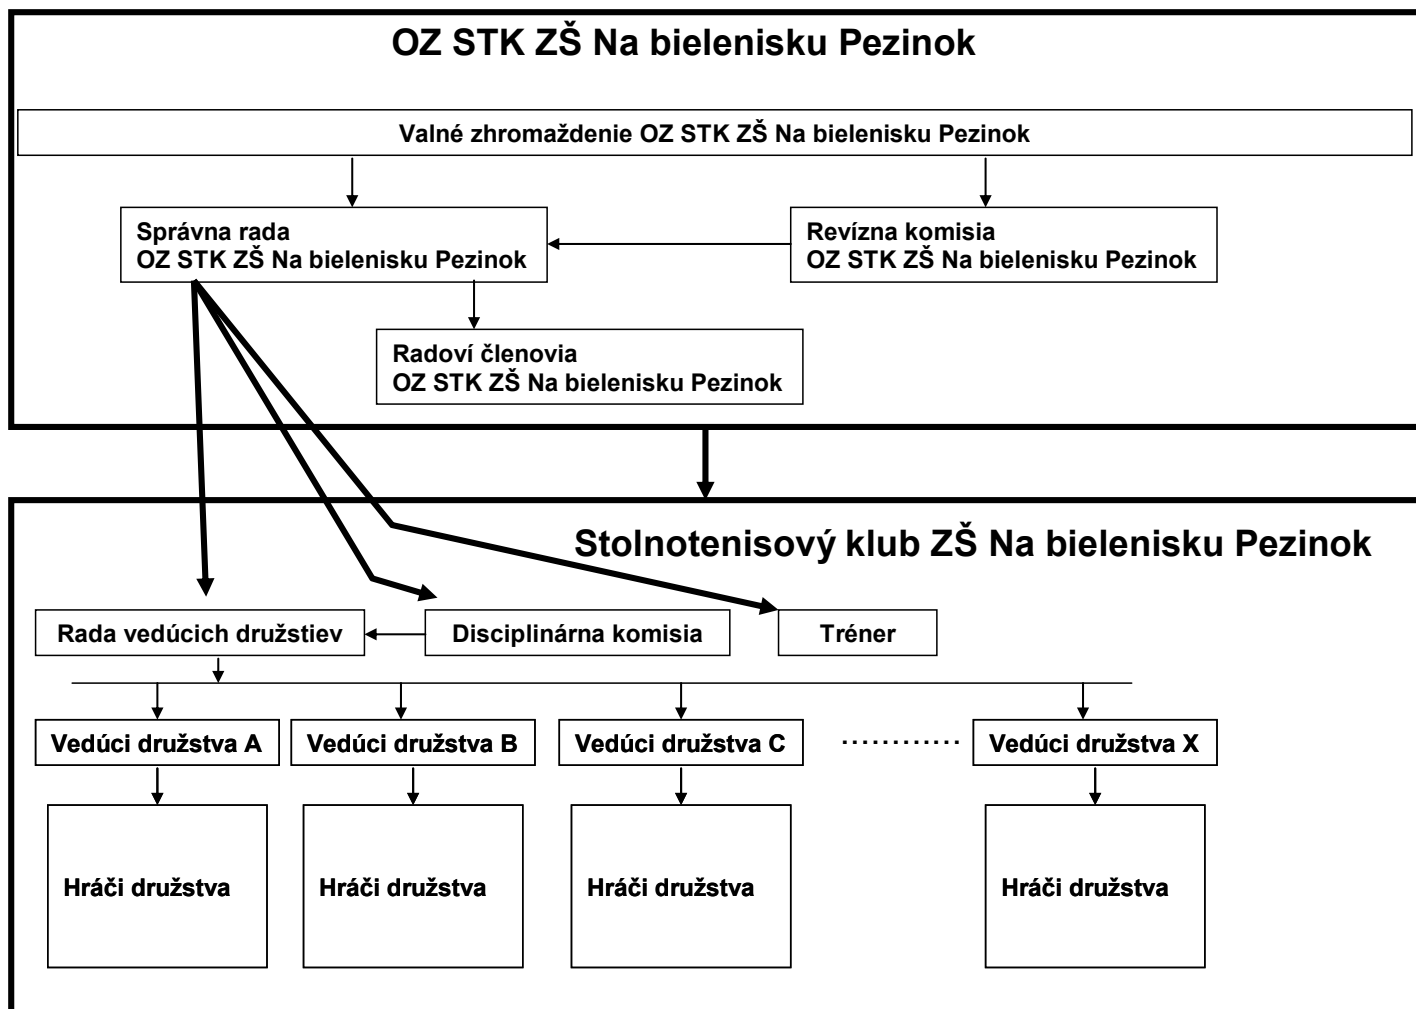 OZ STK ZŠ Na bielenisku Pezinok
Valné zhromaždenie OZ STK ZŠ Na bielenisku Pezinok
Správna rada
OZ STK ZŠ Na bielenisku Pezinok
Revízna komisia
OZ STK ZŠ Na bielenisku Pezinok
Radoví členovia
OZ STK ZŠ Na bielenisku Pezinok
Stolnotenisový klub ZŠ Na bielenisku Pezinok
Rada vedúcich družstiev
Disciplinárna komisia
Tréner
Vedúci družstva A
Vedúci družstva B
Vedúci družstva C
............
Vedúci družstva X
Hráči družstva
Hráči družstva
Hráči družstva
Hráči družstva